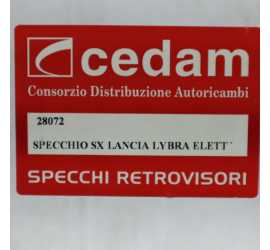 cedam
Consorzio Distribuzione Autoricambi
28072
SPECCHIO SX LANCIA LYBRA ELETT
SPECCHI RETROVISORI